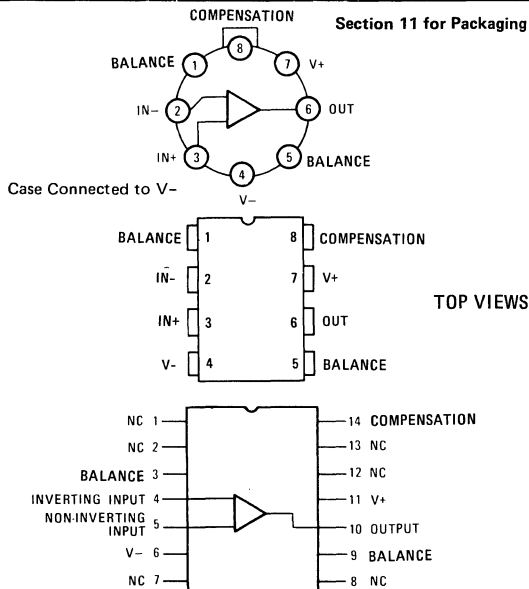 COMPENSATION
Section 11 for Packaging
8
BALANCE 1 7 V+
IN- 2 6 OUT
IN+ 3 5 BALANCE
4
Case Connected to V-
V-
BALANCE 1 8 COMPENSATION
IN- 2 7 V+
TOP VIEWS
IN+ 3 6 OUT
V- 4 5 BALANCE
NC 1 14 COMPENSATION
NC 2 13 NC
BALANCE 3 12 NC
INVERTING INPUT 4 11 V+
NON-INVERTING
INPUT 5 10 OUTPUT
V- 6 9 BALANCE
NC 7 8 NC